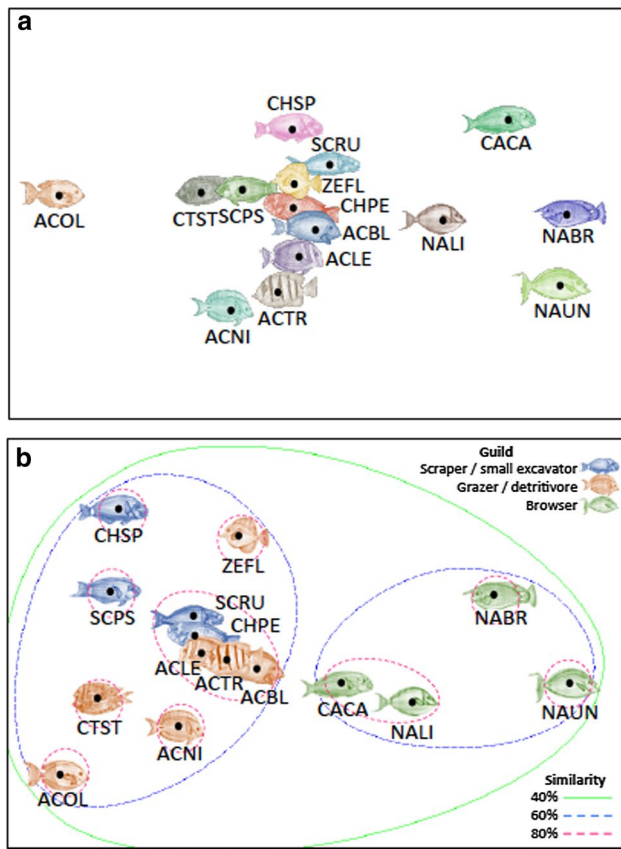 a
CHSP
CACA
SCRU
ZEFL
ACOL
CTST
SCPS
CHPE
NALI
NABR
ACBL
ACLE
NAUN
ACTR
ACNI
b
Guild
Scraper / small excavator
Grazer / detritivore
Browser
CHSP
ZEFL
SCPS
SCRU
NABR
CHPE
ACLE
ACTR
ACBL
CACA
NAUN
CTST
NALI
ACNI
ACOL
Similarity
40%
60%
80%